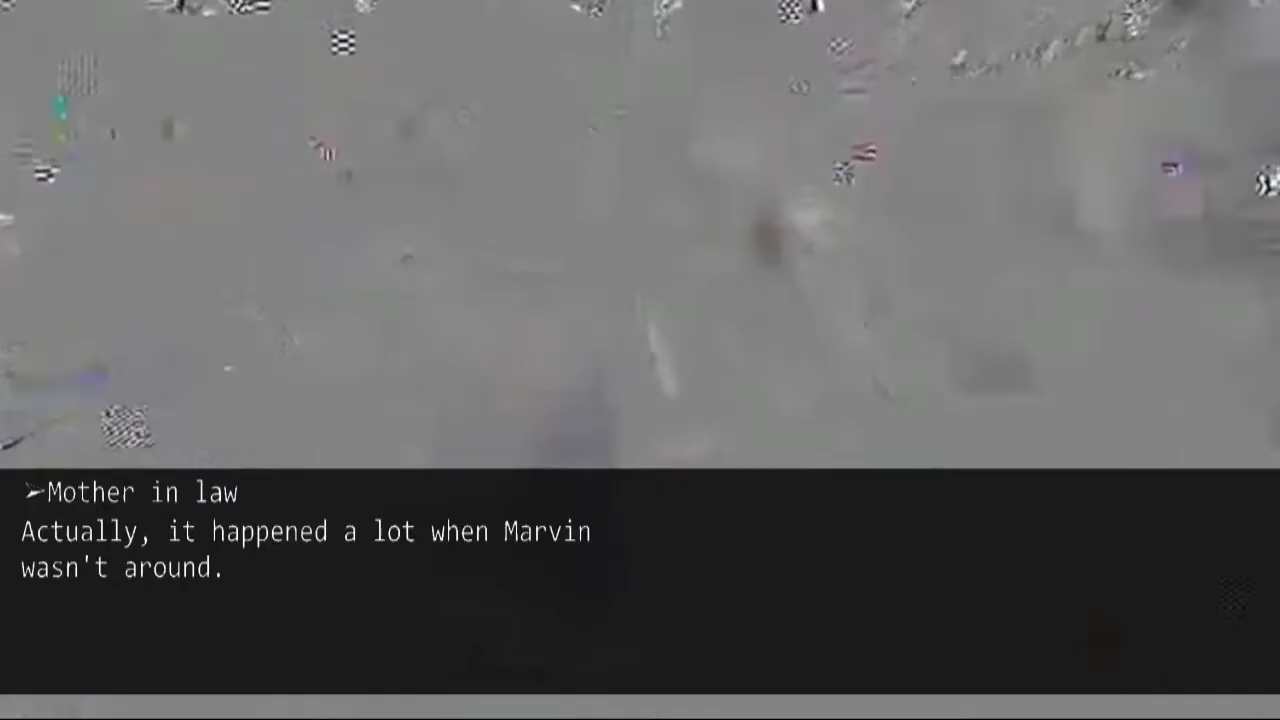 ➢Mother in law
Actually, it happened a lot when Marvin
wasn't around.